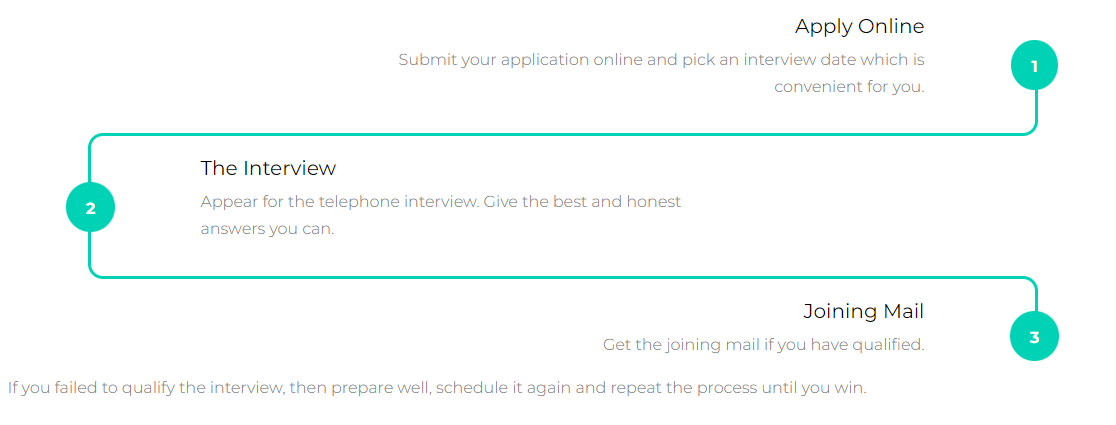 Apply Online
Submit your application online and pick an interview date which is
convenient for you.
1
The Interview
Appear for the telephone interview. Give the best and honest
answers you can.
2
Joining Mail
Get the joining mail if you have qualified.
3
If you failed to qualify the interview, then prepare well, schedule it again and repeat the process until you win.